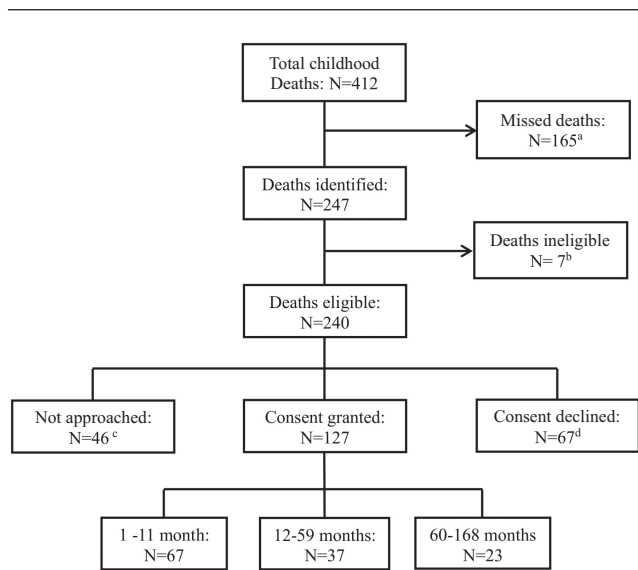 Total childhood
Deaths: N=412
Missed deaths:
N=165ᵃ
Deaths identified:
N=247
Deaths ineligible
N= 7ᵇ
Deaths eligible:
N=240
Not approached:
N=46 ᶜ
Consent granted:
N=127
Consent declined:
N=67ᵈ
1 -11 month:
N=67
12-59 months:
N=37
60-168 months
N=23